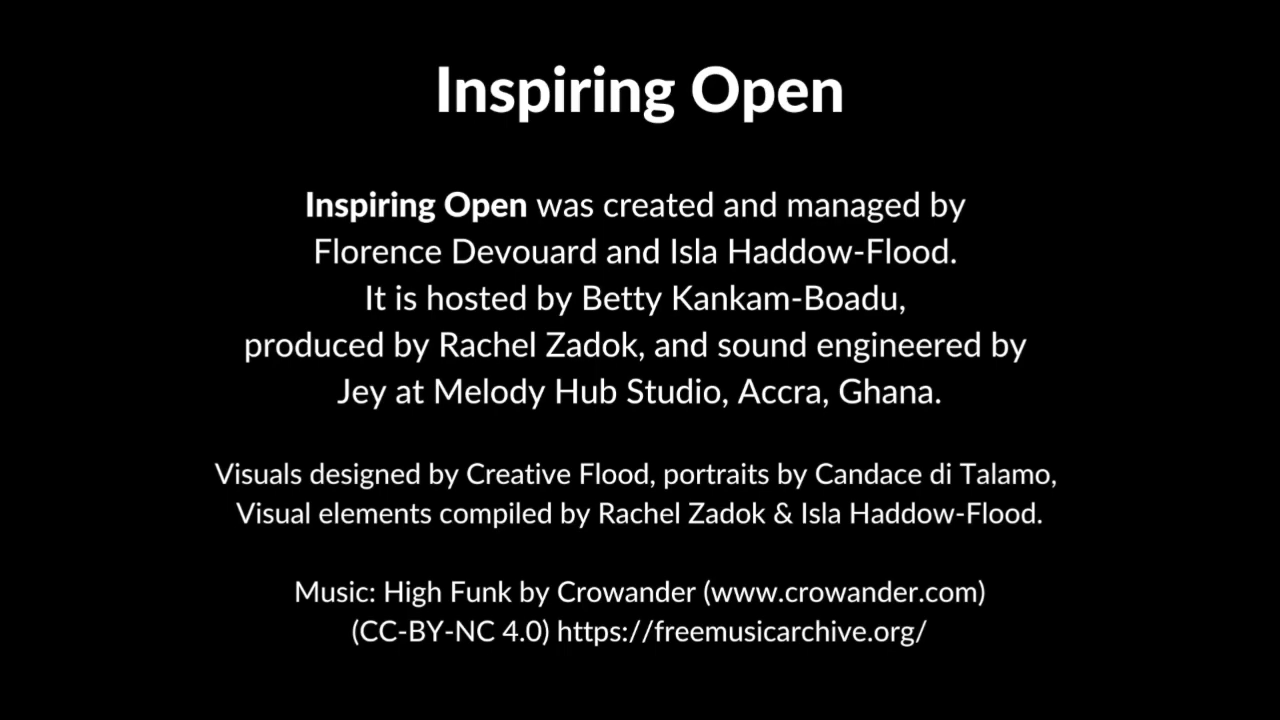 Inspiring Open
Inspiring Open was created and managed by
Florence Devouard and Isla Haddow-Flood.
It is hosted by Betty Kankam-Boadu,
produced by Rachel Zadok, and sound engineered by
Jey at Melody Hub Studio, Accra, Ghana.
Visuals designed by Creative Flood, portraits by Candace di Talamo,
Visual elements compiled by Rachel Zadok & Isla Haddow-Flood.
Music: High Funk by Crowander (www.crowander.com)
(CC-BY-NC 4.0) https://freemusicarchive.org/